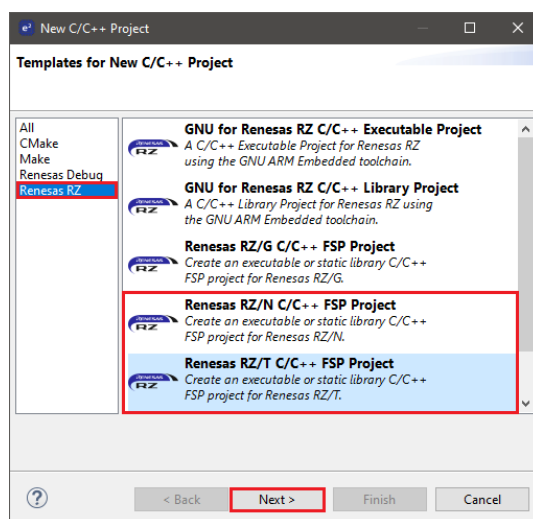 e² New C/C++ Project
Templates for New C/C++ Project
All
CMake
Make
Renesas Debug
Renesas RZ
RENESAS
RZ
GNU for Renesas RZ C/C++ Executable Project
A C/C++ Executable Project for Renesas RZ
using the GNU ARM Embedded toolchain.
RENESAS
RZ
GNU for Renesas RZ C/C++ Library Project
A C/C++ Library Project for Renesas RZ using
the GNU ARM Embedded toolchain.
RENESAS
RZ
Renesas RZ/G C/C++ FSP Project
Create an executable or static library C/C++
FSP project for Renesas RZ/G.
RENESAS
RZ
Renesas RZ/N C/C++ FSP Project
Create an executable or static library C/C++
FSP project for Renesas RZ/N.
RENESAS
RZ
Renesas RZ/T C/C++ FSP Project
Create an executable or static library C/C++
FSP project for Renesas RZ/T.
?
< Back
Next >
Finish
Cancel